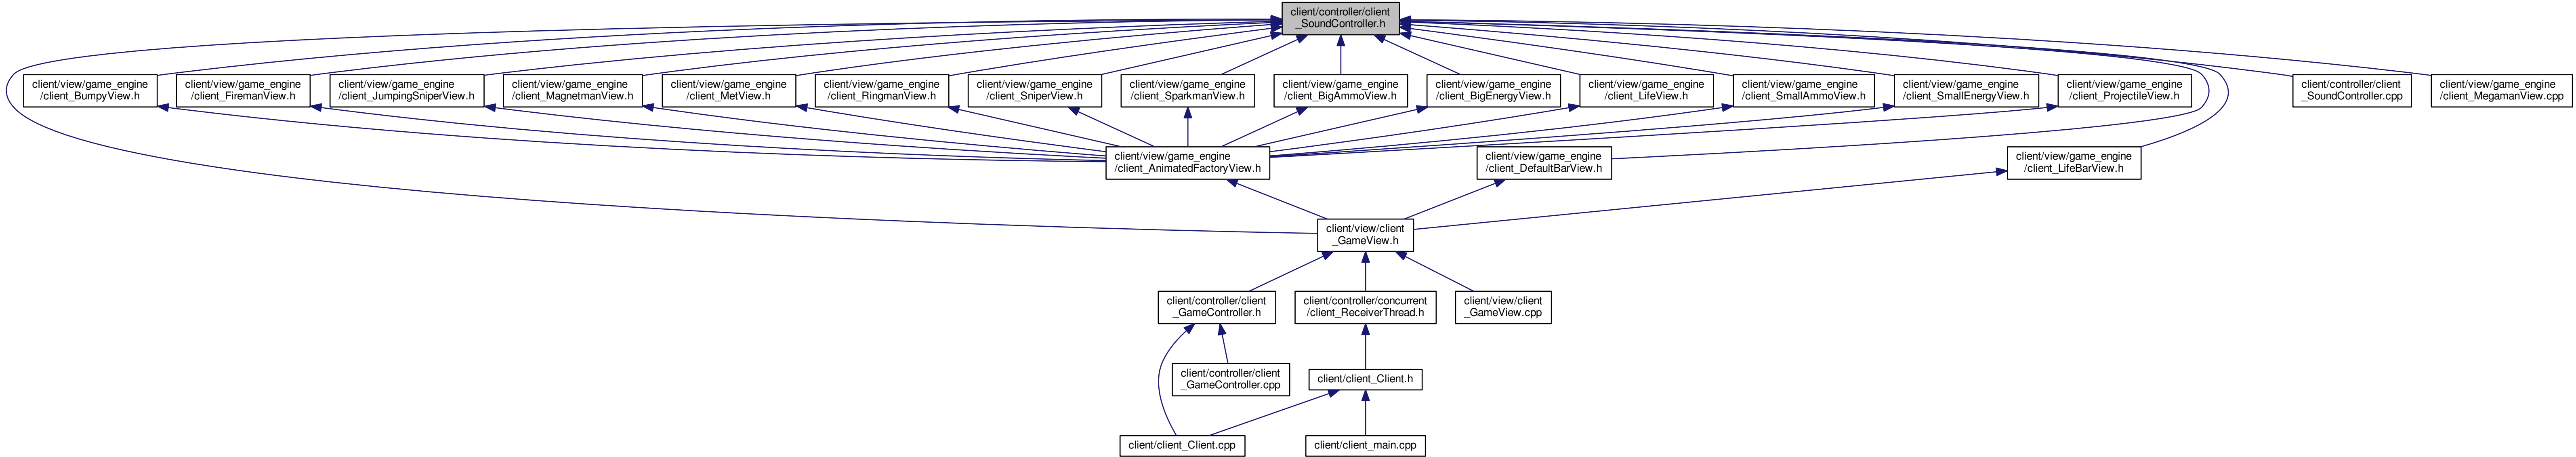 client/controller/client
_SoundController.h
client/view/game_engine
/client_BumpyView.h
client/view/game_engine
/client_FiremanView.h
client/view/game_engine
/client_JumpingSniperView.h
client/view/game_engine
/client_MagnetmanView.h
client/view/game_engine
/client_MetView.h
client/view/game_engine
/client_RingmanView.h
client/view/game_engine
/client_SniperView.h
client/view/game_engine
/client_SparkmanView.h
client/view/game_engine
/client_BigAmmoView.h
client/view/game_engine
/client_BigEnergyView.h
client/view/game_engine
/client_LifeView.h
client/view/game_engine
/client_SmallAmmoView.h
client/view/game_engine
/client_SmallEnergyView.h
client/view/game_engine
/client_ProjectileView.h
client/controller/client
_SoundController.cpp
client/view/game_engine
/client_MegamanView.cpp
client/view/game_engine
/client_AnimatedFactoryView.h
client/view/game_engine
/client_DefaultBarView.h
client/view/game_engine
/client_LifeBarView.h
client/view/client
_GameView.h
client/controller/client
_GameController.h
client/controller/concurrent
/client_ReceiverThread.h
client/view/client
_GameView.cpp
client/controller/client
_GameController.cpp
client/client_Client.h
client/client_Client.cpp
client/client_main.cpp